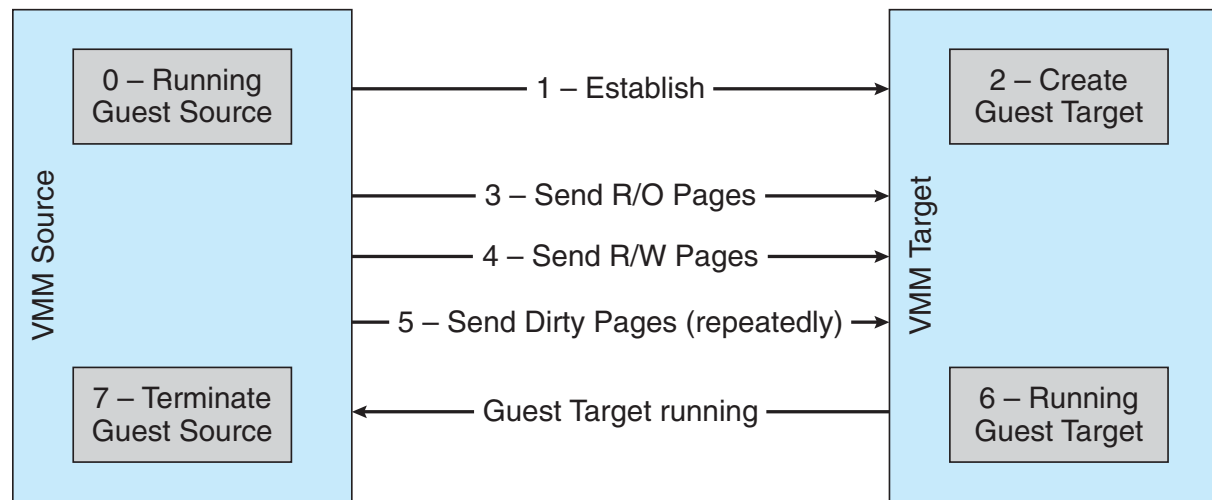 0 – Running
Guest Source
1 – Establish
2 – Create
Guest Target
VMM Source
3 – Send R/O Pages
4 – Send R/W Pages
5 – Send Dirty Pages (repeatedly)
VMM Target
7 – Terminate
Guest Source
Guest Target running
6 – Running
Guest Target